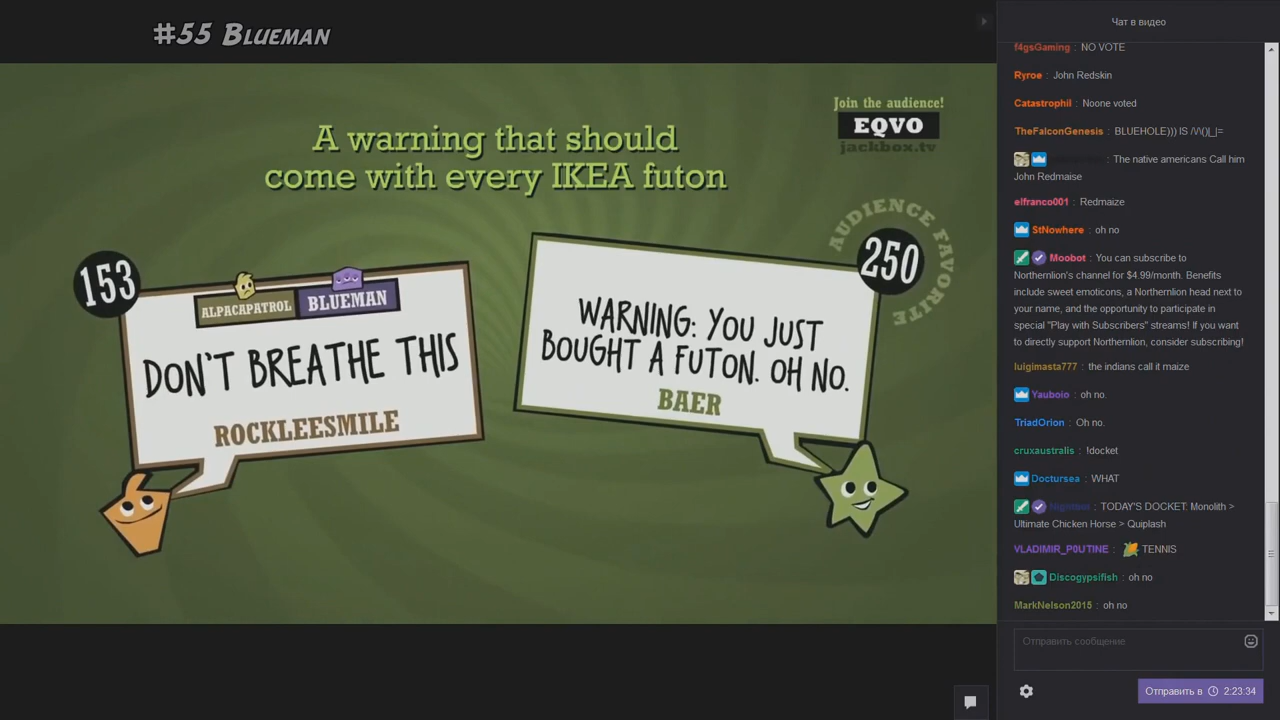 #55 BLUEMAN
Чат в видео
Join the audience!
EQVO
jackbox.tv
A warning that should
come with every IKEA futon
AUDIENCE FAVORITE
153
ALPACAPATROL
BLUEMAN
DON'T BREATHE THIS
ROCKLEESMILE
250
WARNING: YOU JUST
BOUGHT A FUTON. OH NO.
BAER
f4gsGaming : NO VOTE
Ryroe : John Redskin
Catastrophil : Noone voted
TheFalconGenesis : BLUEHOLE))) IS /\/\()|_|=
: The native americans Call him
John Redmaise
elfranco001 : Redmaize
StNowhere : oh no
Moobot : You can subscribe to
Northernlion's channel for $4.99/month. Benefits
include sweet emoticons, a Northernlion head next to
your name, and the opportunity to participate in
special "Play with Subscribers" streams! If you want
to directly support Northernlion, consider subscribing!
luigimasta777 : the indians call it maize
Yauboio : oh no.
TriadOrion : Oh no.
cruxaustralis : !docket
Doctursea : WHAT
: TODAY'S DOCKET: Monolith >
Ultimate Chicken Horse > Quiplash
VLADIMIR_P0UTINE : TENNIS
Discogypsifish : oh no
MarkNelson2015 : oh no
Отправить сообщение
Отправить в 2:23:34